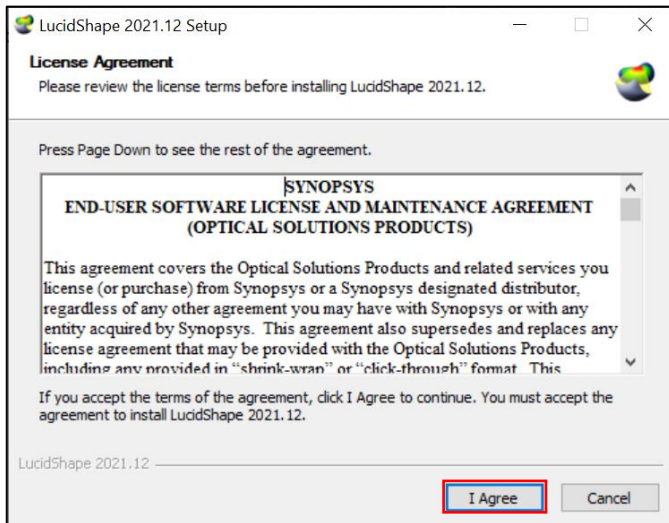 LucidShape 2021.12 Setup
License Agreement
Please review the license terms before installing LucidShape 2021.12.
Press Page Down to see the rest of the agreement.
SYNOPSYS
END-USER SOFTWARE LICENSE AND MAINTENANCE AGREEMENT
(OPTICAL SOLUTIONS PRODUCTS)
This agreement covers the Optical Solutions Products and related services you
license (or purchase) from Synopsys or a Synopsys designated distributor,
regardless of any other agreement you may have with Synopsys or with any
entity acquired by Synopsys.  This agreement also supersedes and replaces any
license agreement that may be provided with the Optical Solutions Products,
including any provided in “shrink-wrap” or “click-through” format.  This
If you accept the terms of the agreement, click I Agree to continue. You must accept the
agreement to install LucidShape 2021.12.
LucidShape 2021.12
I Agree
Cancel